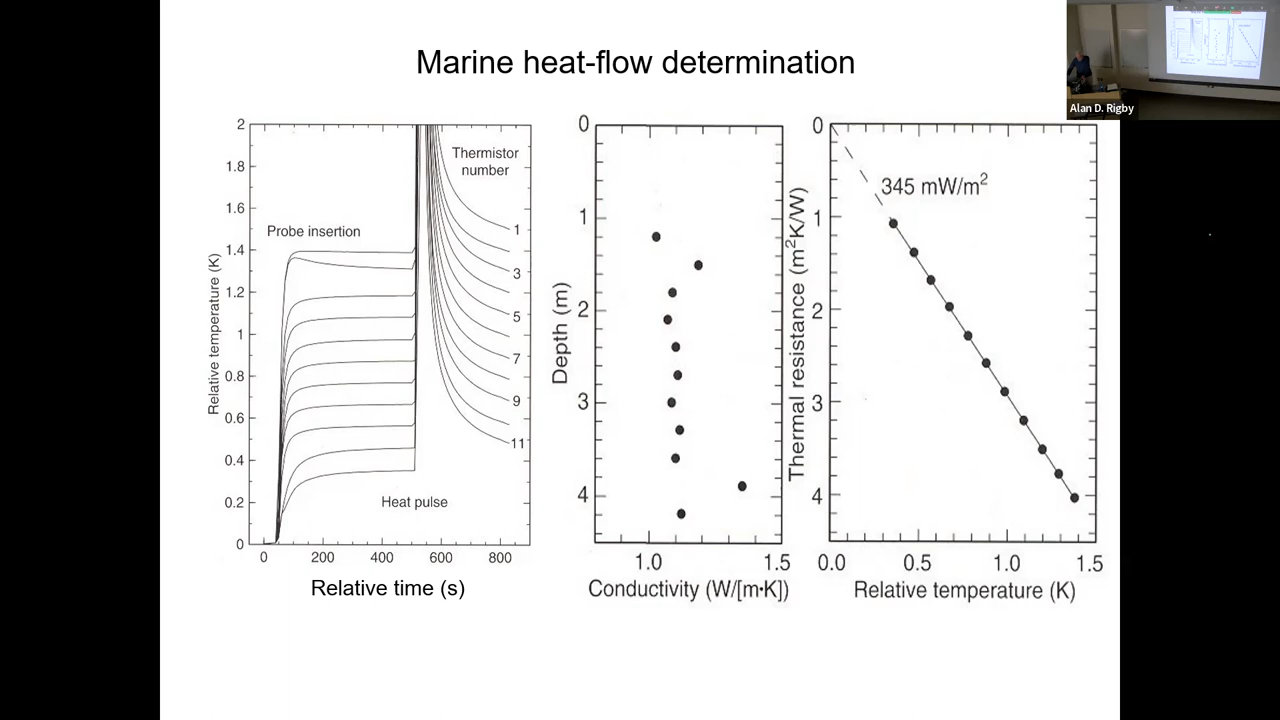 Marine heat-flow determination
Alan D. Rigby
2
1.8
1.6
1.4
1.2
1
0.8
0.6
0.4
0.2
0
Relative temperature (K)
Probe insertion
Thermistor
number
1
3
5
7
9
11
Heat pulse
0
200
400
600
800
Relative time (s)
0
1
2
3
4
Depth (m)
1.0
1.5
Conductivity (W/[m•K])
0
1
2
3
4
Thermal resistance (m²K/W)
345 mW/m²
0.0
0.5
1.0
1.5
Relative temperature (K)